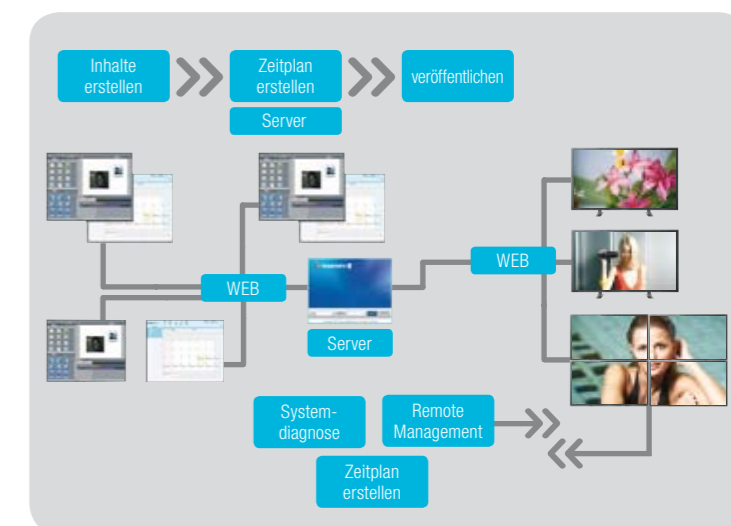 Inhalte
erstellen
Zeitplan
erstellen
veröffentlichen
Server
WEB
WEB
Server
System-
diagnose
Remote
Management
Zeitplan
erstellen